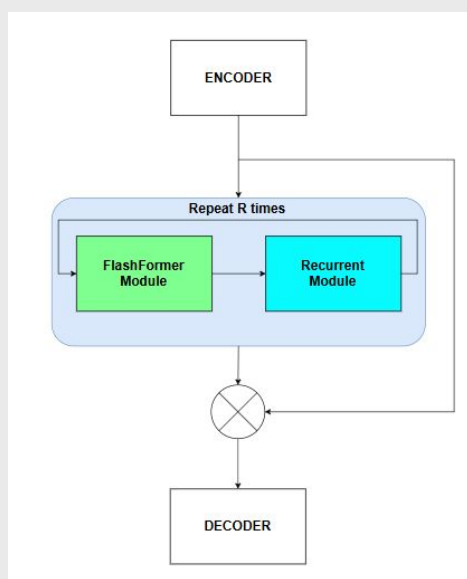 ENCODER
Repeat R times
FlashFormer
Module
Recurrent
Module
DECODER